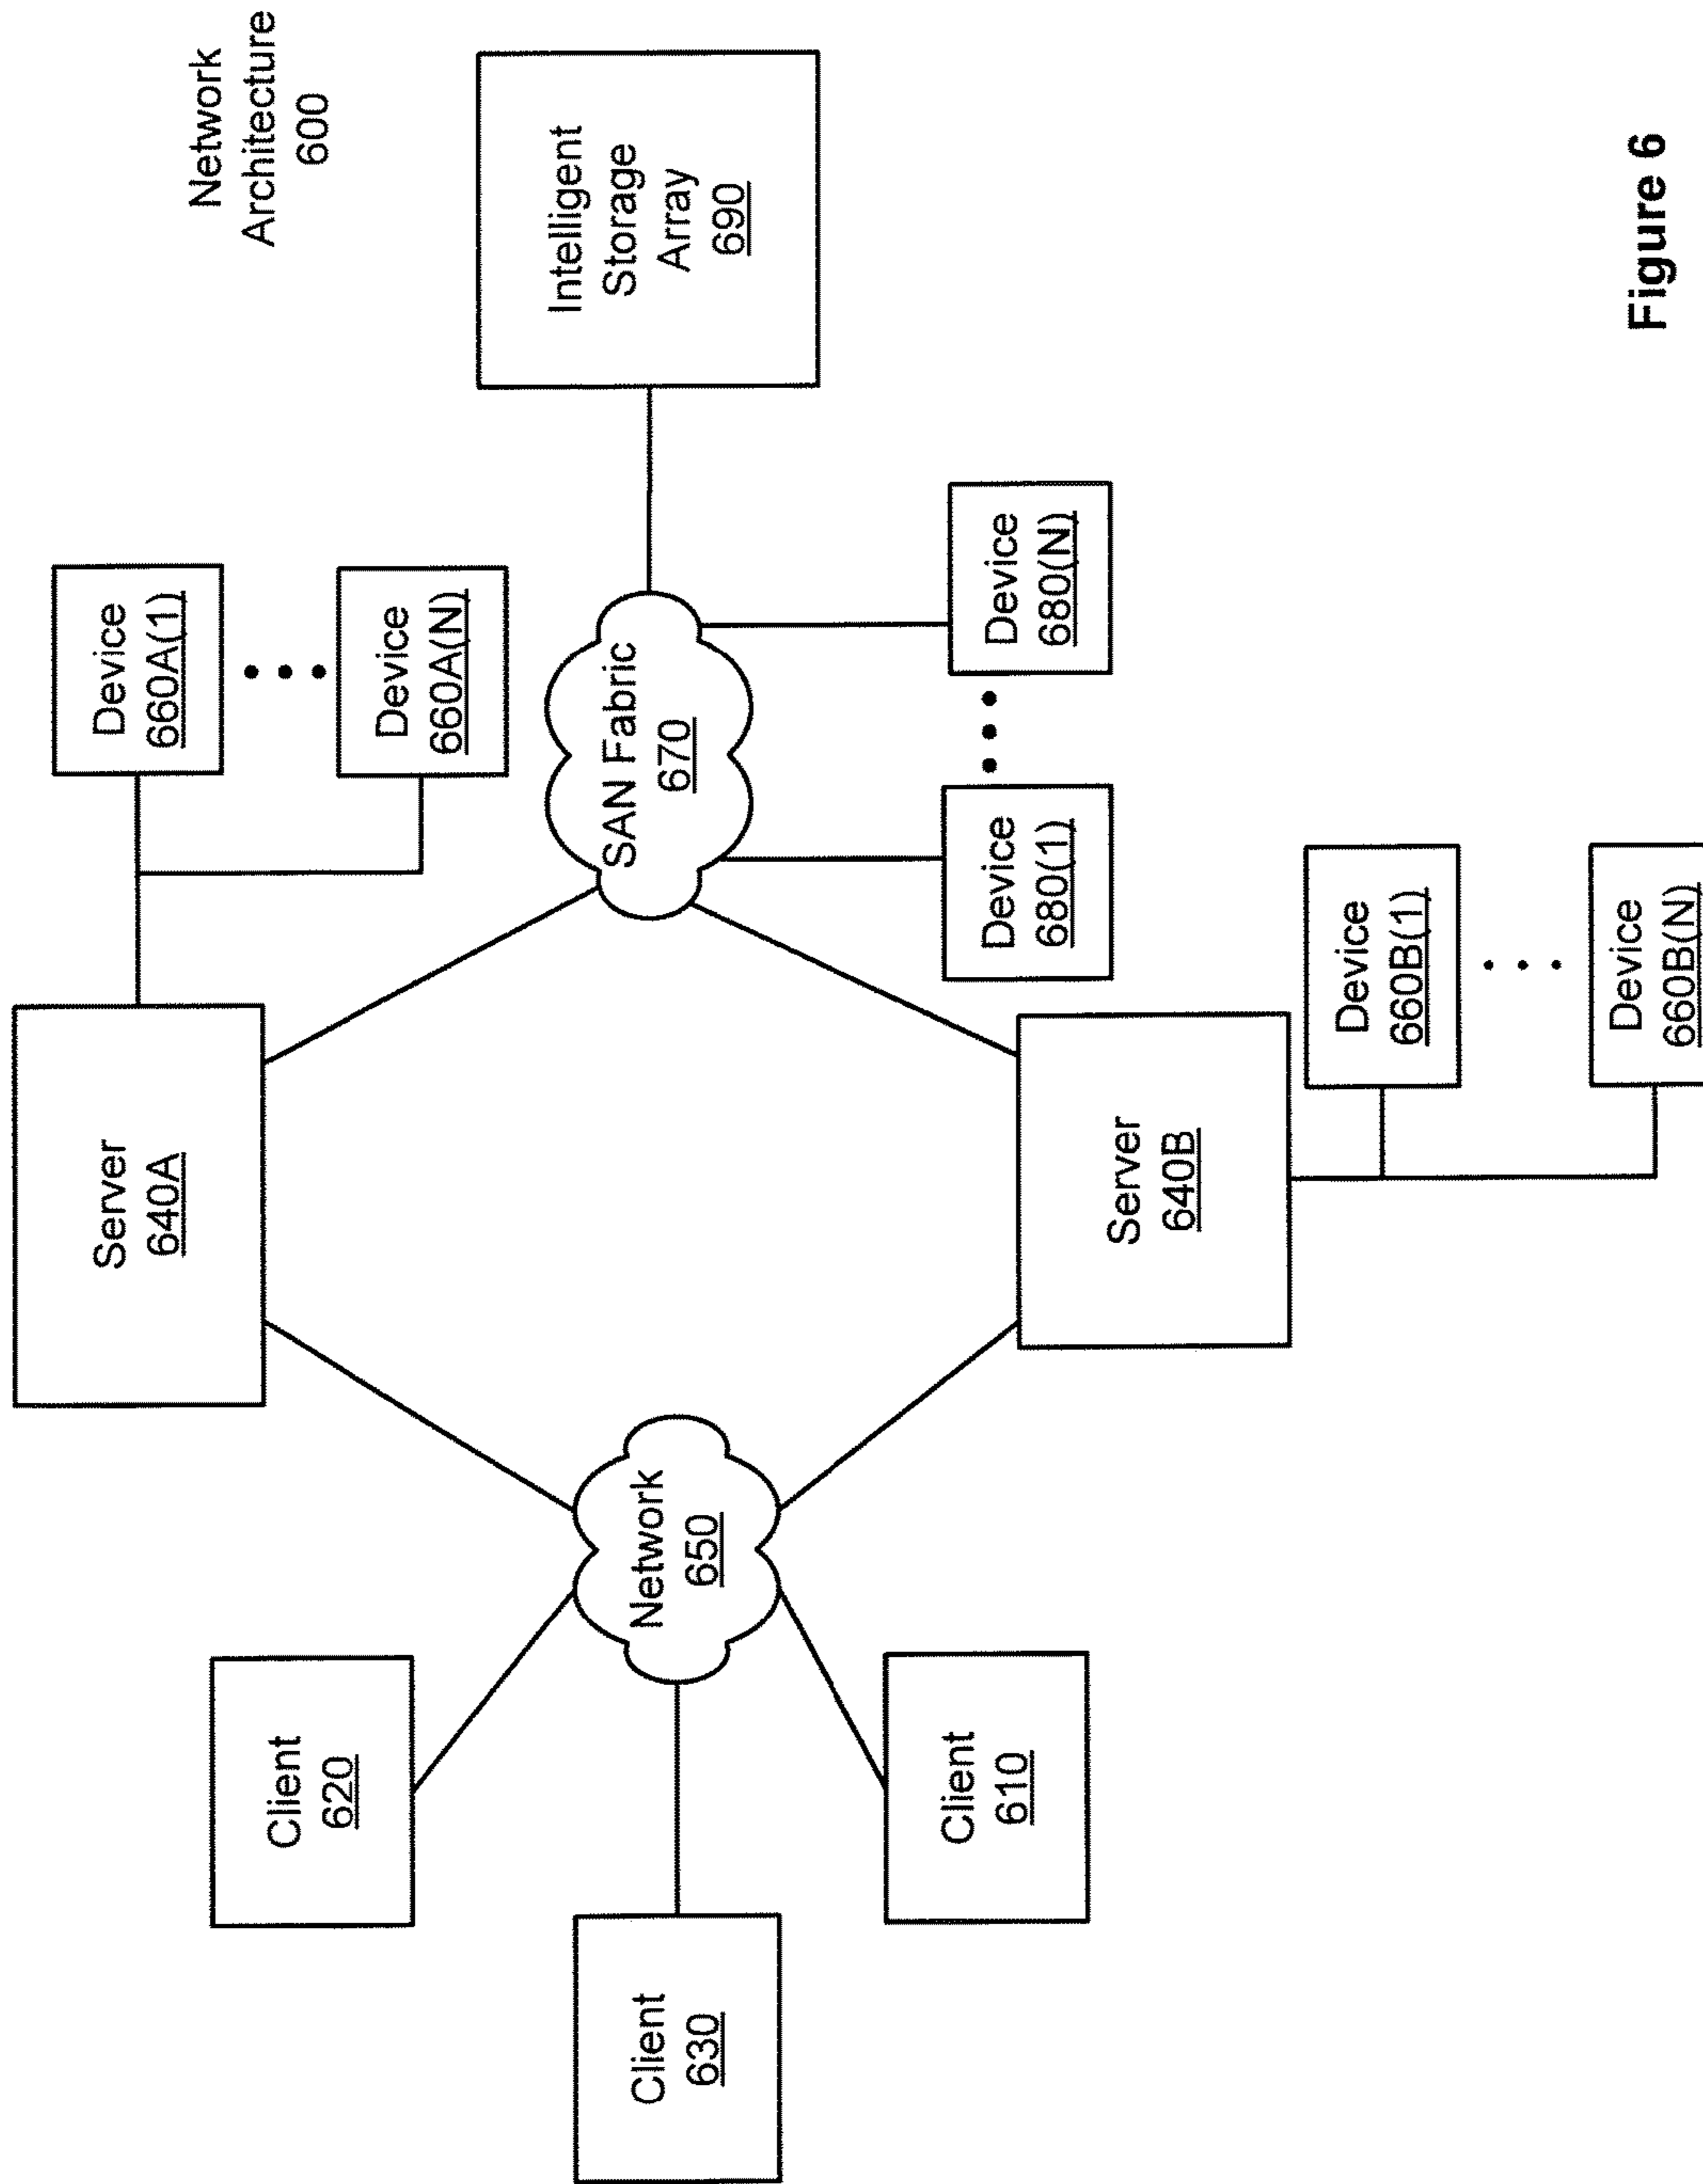 Network
Architecture
600
Device
660A(1)
Device
660A(N)
Server
640A
Intelligent
Storage
Array
690
SAN Fabric
670
Client
620
Network
650
Client
630
Client
610
Device
680(1)
Device
680(N)
Server
640B
Device
660B(1)
Device
660B(N)
Figure 6